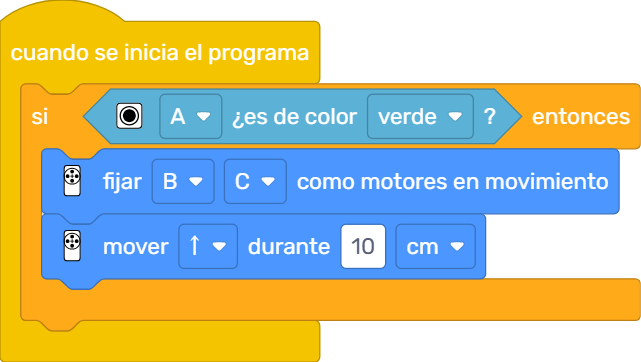 cuando se inicia el programa
si A ¿es de color verde ? entonces
fijar B C como motores en movimiento
mover ↑ durante 10 cm